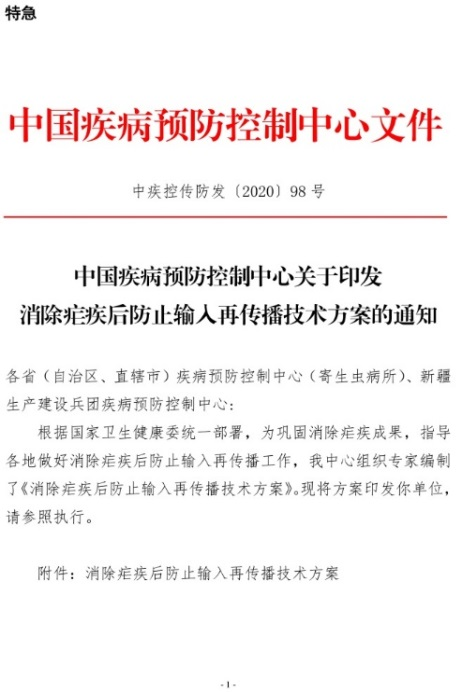 特急
中国疾病预防控制中心文件
中疾控传防发〔2020〕98 号
中国疾病预防控制中心关于印发
消除疟疾后防止输入再传播技术方案的通知
各省（自治区、直辖市）疾病预防控制中心（寄生虫病所）、新疆
生产建设兵团疾病预防控制中心：
根据国家卫生健康委统一部署，为巩固消除疟疾成果，指导
各地做好消除疟疾后防止输入再传播工作，我中心组织专家编制
了《消除疟疾后防止输入再传播技术方案》。现将方案印发你单位，
请参照执行。
附件：消除疟疾后防止输入再传播技术方案
- 1 -